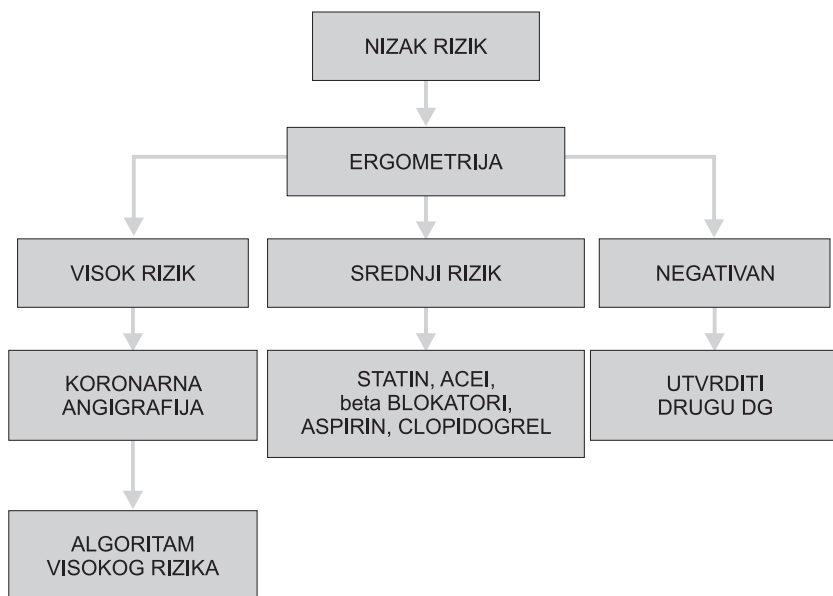 NIZAK RIZIK
ERGOMETRIJA
VISOK RIZIK
SREDNJI RIZIK
NEGATIVAN
KORONARNA
ANGIGRAFIJA
STATIN, ACEI,
beta BLOKATORI,
ASPIRIN, CLOPIDOGREL
UTVRDITI
DRUGU DG
ALGORITAM
VISOKOG RIZIKA